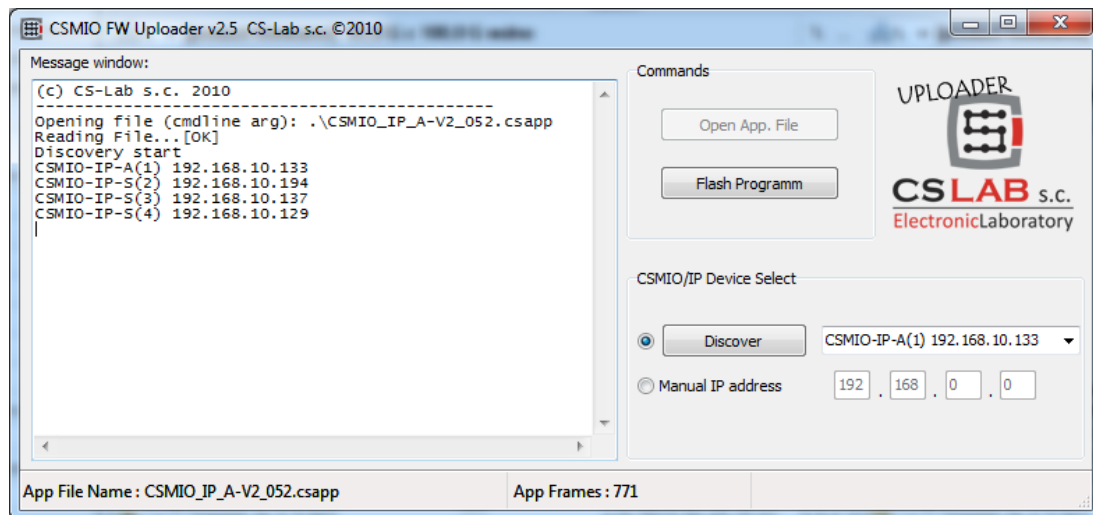 CSMIO FW Uploader v2.5 CS-Lab s.c. ©2010
Message window:
(c) CS-Lab s.c. 2010
------------------------------------------------
Opening file (cmdline arg): .\CSMIO_IP_A-V2_052.csapp
Reading File...[OK]
Discovery start
CSMIO-IP-A(1) 192.168.10.133
CSMIO-IP-S(2) 192.168.10.194
CSMIO-IP-S(3) 192.168.10.137
CSMIO-IP-S(4) 192.168.10.129
Commands
Open App. File
Flash Programm
UPLOADER
CSLAB s.c.
ElectronicLaboratory
CSMIO/IP Device Select
Discover
CSMIO-IP-A(1) 192.168.10.133
Manual IP address
192 . 168 . 0 . 0
App File Name : CSMIO_IP_A-V2_052.csapp
App Frames : 771